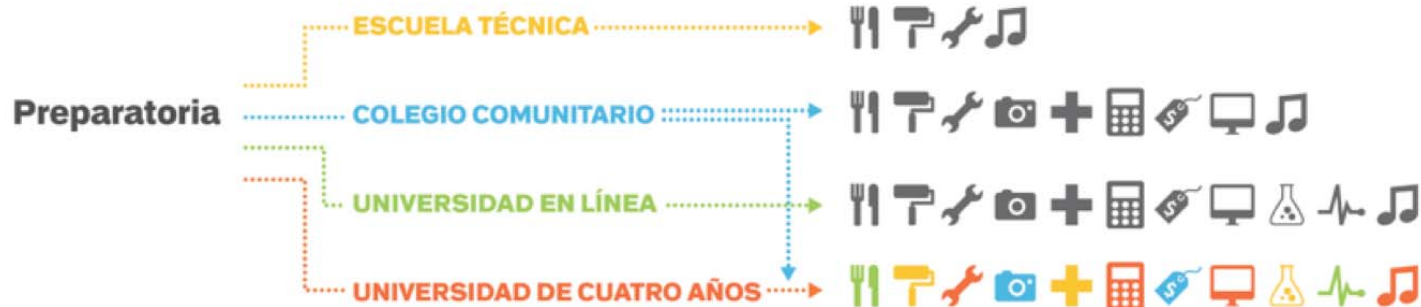 ESCUELA TÉCNICA
Preparatoria
COLEGIO COMUNITARIO
UNIVERSIDAD EN LÍNEA
UNIVERSIDAD DE CUATRO AÑOS